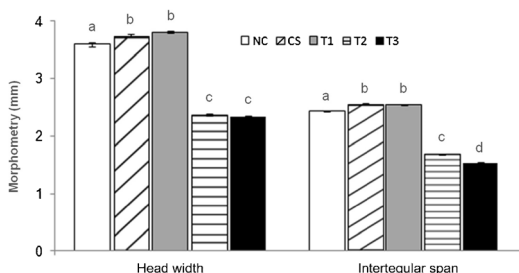 4
a
b
b
NC CS T1 T2 T3
3
a
b
b
c
c
2
c
d
1
0
Morphometry (mm)
Head width
Intertegular span